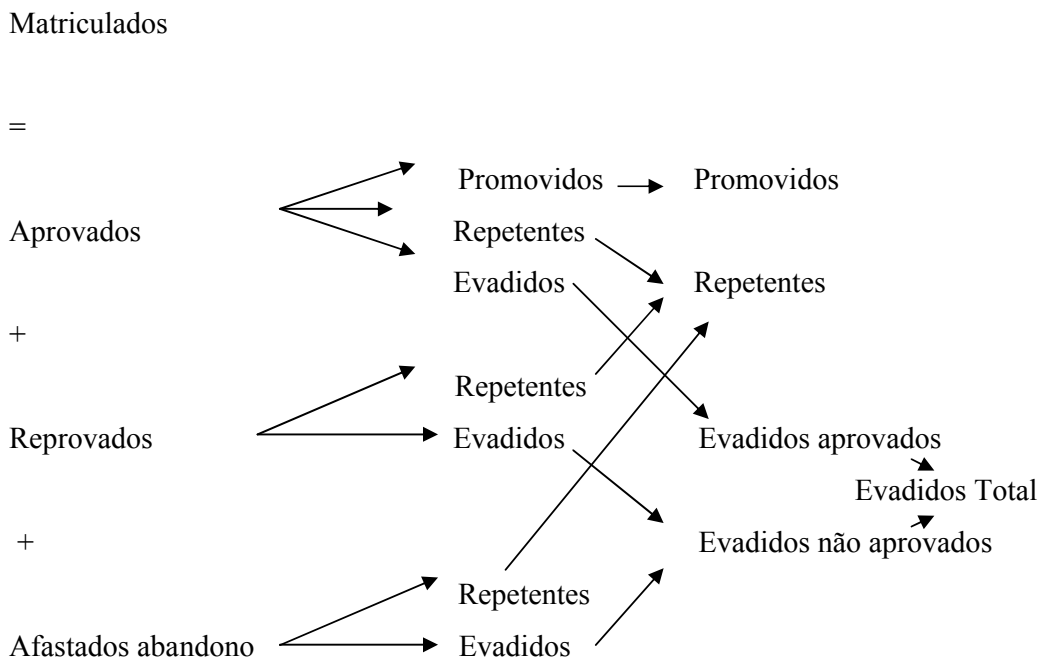 Matriculados
=
Promovidos Promovidos
Aprovados Repetentes
Evadidos Repetentes
+
Repetentes
Reprovados Evadidos Evadidos aprovados
Evadidos Total
+ Evadidos não aprovados
Repetentes
Afastados abandono Evadidos